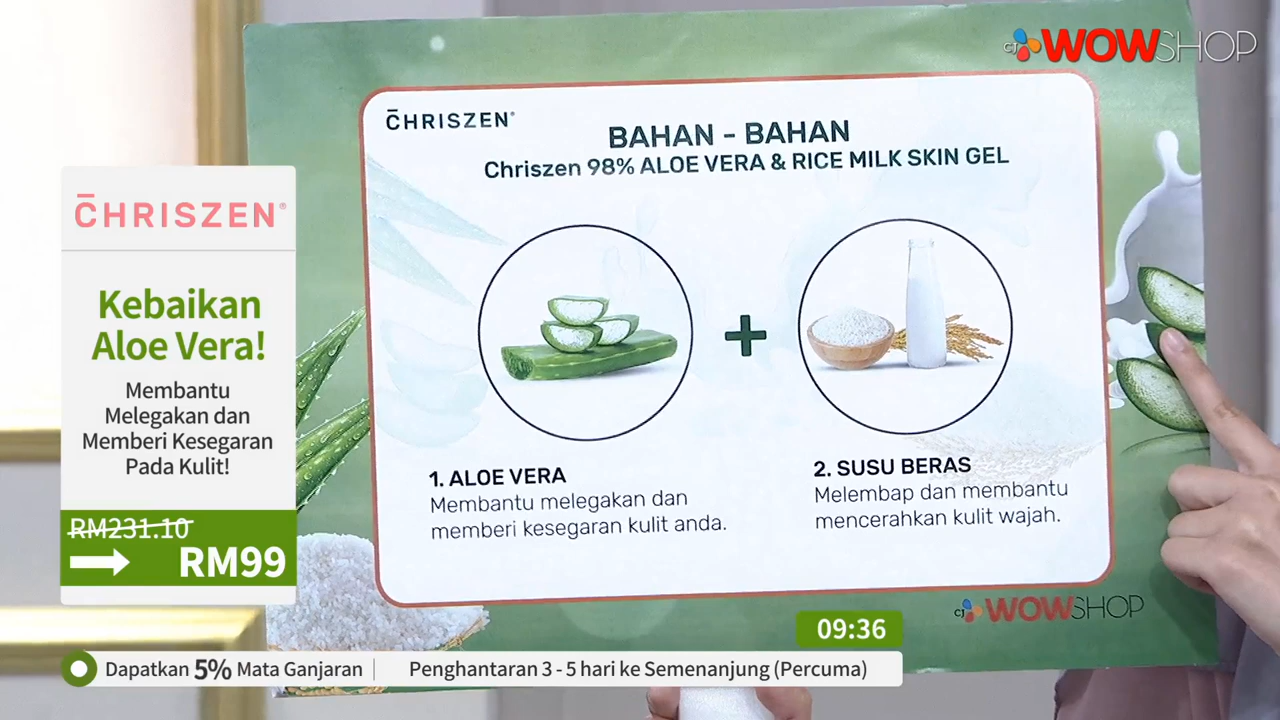 CJ WOWSHOP
CHRISZEN®
BAHAN - BAHAN
Chriszen 98% ALOE VERA & RICE MILK SKIN GEL
1. ALOE VERA
Membantu melegakan dan
memberi kesegaran kulit anda.
2. SUSU BERAS
Melembap dan membantu
mencerahkan kulit wajah.
CJ WOWSHOP
CHRISZEN®
Kebaikan
Aloe Vera!
Membantu
Melegakan dan
Memberi Kesegaran
Pada Kulit!
RM231.10
RM99
09:36
Dapatkan 5% Mata Ganjaran | Penghantaran 3 - 5 hari ke Semenanjung (Percuma)